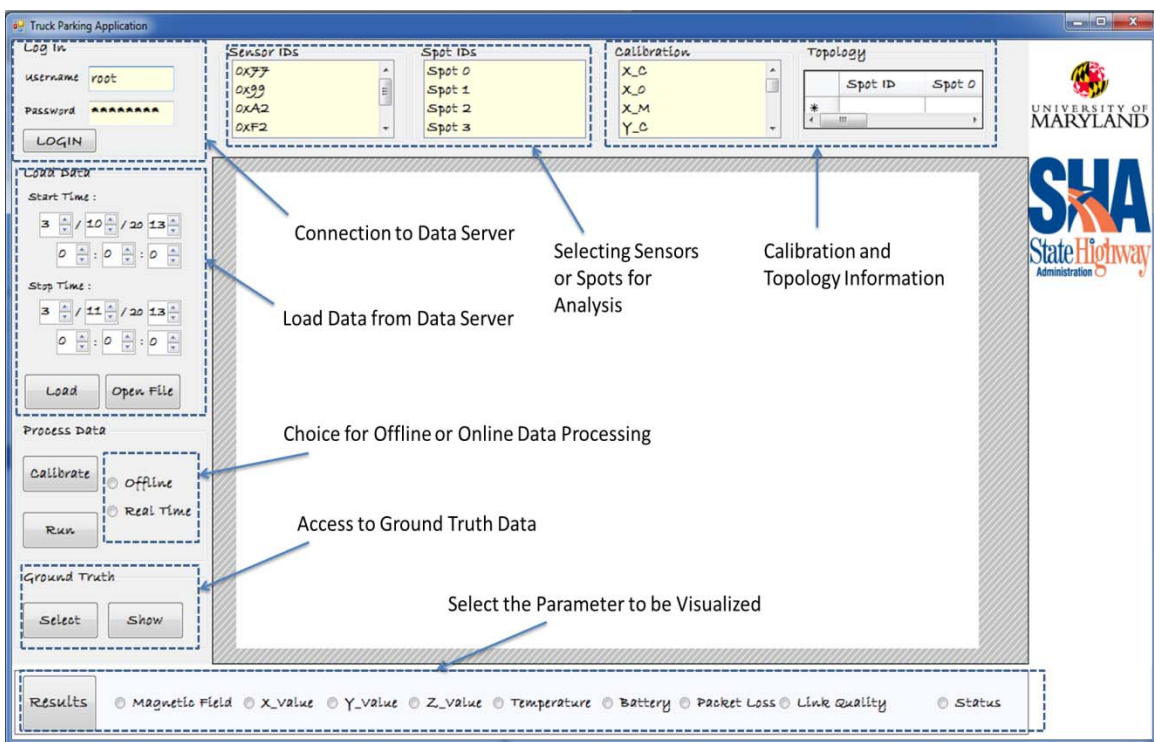 Truck Parking Application
Log In
Username root
Password ********
LOGIN
Sensor IDs
0X77
0X99
0XA2
0XF2
Spot IDs
Spot 0
Spot 1
Spot 2
Spot 3
Calibration
X_C
X_0
X_M
Y_C
Topology
Spot ID Spot 0
*
UNIVERSITY OF
MARYLAND
SHA
State Highway
Administration
Load Data
Start Time :
3 / 10 / 20 13
0 : 0 : 0
Stop Time :
3 / 11 / 20 13
0 : 0 : 0
Load Open File
Connection to Data Server
Selecting Sensors
or Spots for
Analysis
Calibration and
Topology Information
Load Data from Data Server
Process Data
Calibrate
Offline
Real Time
Run
Choice for Offline or Online Data Processing
Access to Ground Truth Data
Ground Truth
Select Show
Select the Parameter to be Visualized
Results Magnetic Field X_Value Y_Value Z_Value Temperature Battery Packet Loss Link Quality Status